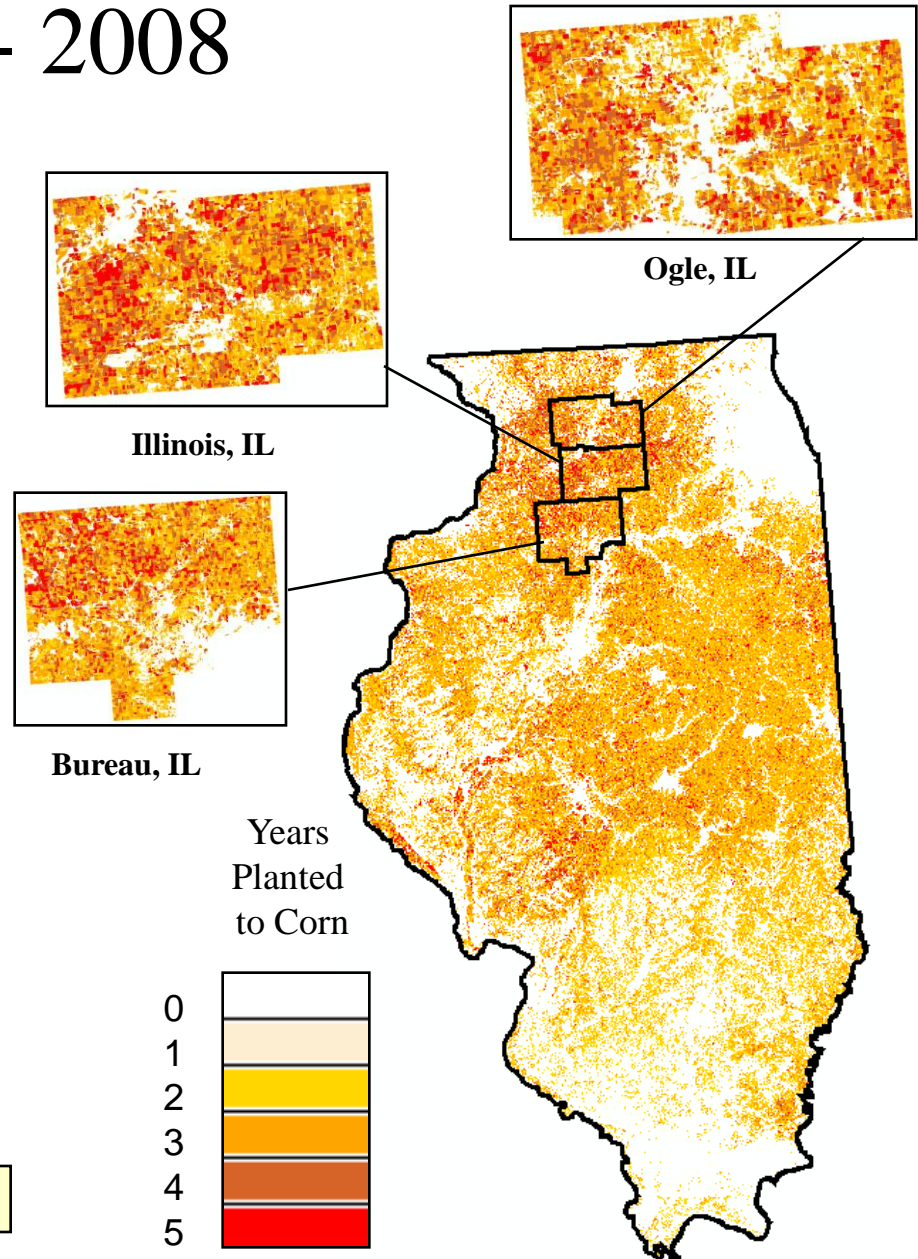 - 2008
Ogle, IL
Illinois, IL
Bureau, IL
Years
Planted
to Corn
0
1
2
3
4
5